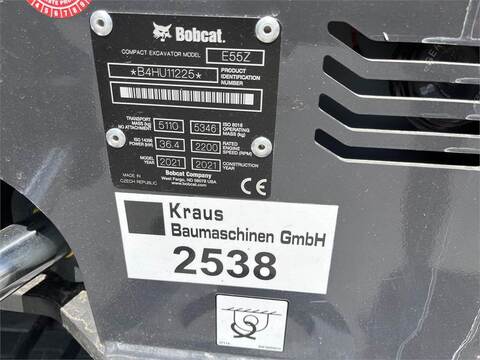 Bobcat.
COMPACT EXCAVATOR MODEL E55Z
*B4HU11225* PRODUCT IDENTIFICATION NUMBER
TRANSPORT MASS (kg) NO ATTACHMENT 5110 5346 ISO 6016 OPERATING MASS (kg)
ISO 14396 POWER (kW) 36.4 2200 RATED ENGINE SPEED (RPM)
MODEL YEAR 2021 2021 CONSTRUCTION YEAR
MADE IN CZECH REPUBLIC
Bobcat Company
West Fargo, ND 58078 USA
www.bobcat.com
CE
Kraus
Baumaschinen GmbH
2538